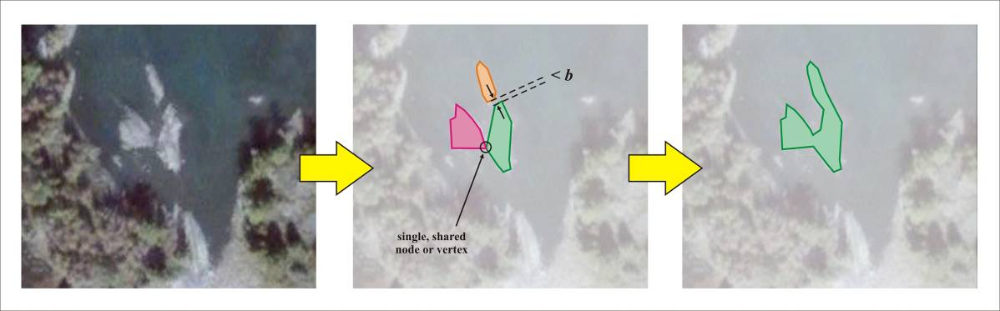 < b
single, shared
node or vertex